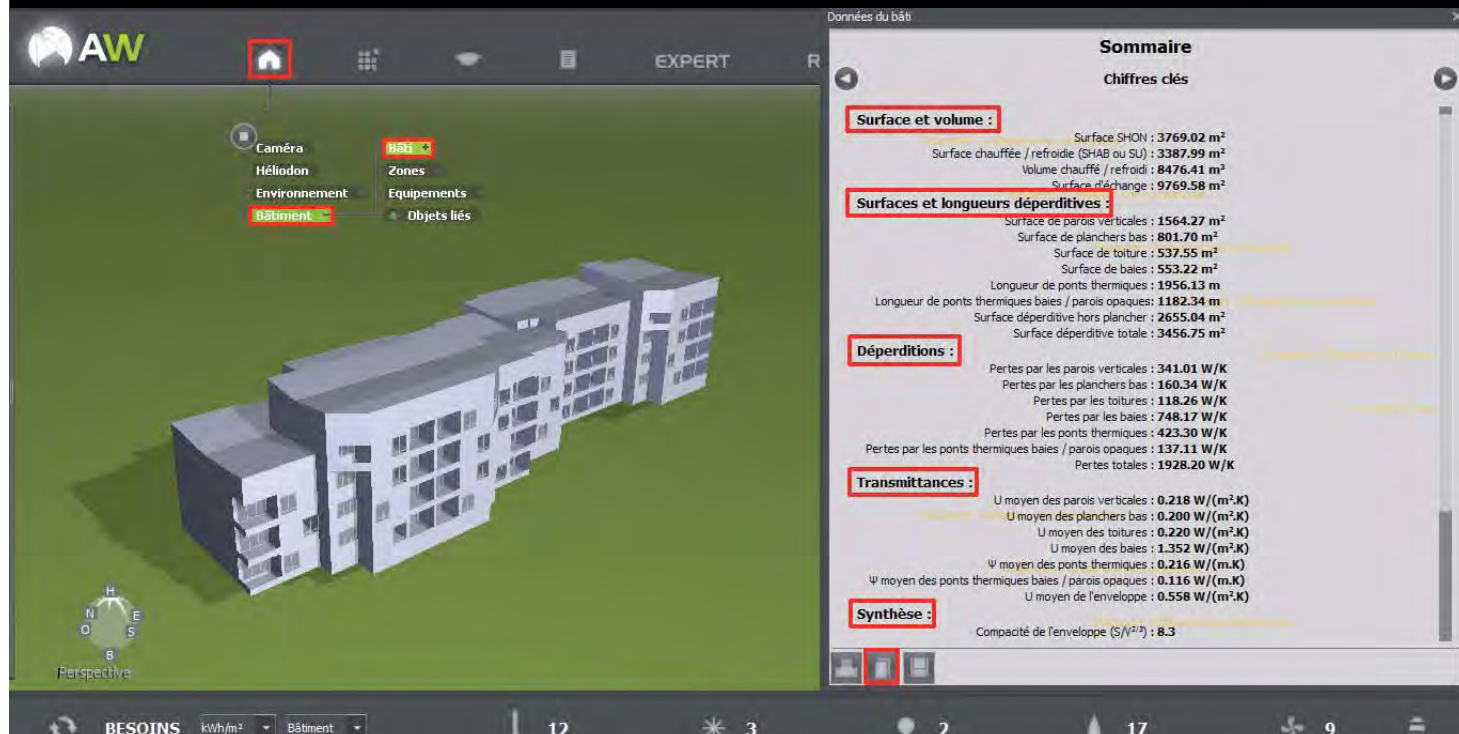 AW
EXPERT
R
Caméra
Héliodon
Environnement
Bâtiment -
Bâti +
Zones
Equipements
Objets liés
H
N E
O S
B
Perspective
Données du bâti
Sommaire
Chiffres clés
Surface et volume :
Surface SHON : 3769.02 m²
Surface chauffée / refroidie (SHAB ou SU) : 3387.99 m²
Volume chauffé / refroidi : 8476.41 m³
Surface d'échange : 9769.58 m²
Surfaces et longueurs déperditives :
Surface de parois verticales : 1564.27 m²
Surface de planchers bas : 801.70 m²
Surface de toiture : 537.55 m²
Surface de baies : 553.22 m²
Longueur de ponts thermiques : 1956.13 m
Longueur de ponts thermiques baies / parois opaques : 1182.34 m
Surface déperditive hors plancher : 2655.04 m²
Surface déperditive totale : 3456.75 m²
Déperditions :
Pertes par les parois verticales : 341.01 W/K
Pertes par les planchers bas : 160.34 W/K
Pertes par les toitures : 118.26 W/K
Pertes par les baies : 748.17 W/K
Pertes par les ponts thermiques : 423.30 W/K
Pertes par les ponts thermiques baies / parois opaques : 137.11 W/K
Pertes totales : 1928.20 W/K
Transmittances :
U moyen des parois verticales : 0.218 W/(m².K)
U moyen des planchers bas : 0.200 W/(m².K)
U moyen des toitures : 0.220 W/(m².K)
U moyen des baies : 1.352 W/(m².K)
Ψ moyen des ponts thermiques : 0.216 W/(m.K)
Ψ moyen des ponts thermiques baies / parois opaques : 0.116 W/(m.K)
U moyen de l'enveloppe : 0.558 W/(m².K)
Synthèse :
Compacité de l'enveloppe (S/V²ᐟ³) : 8.3
BESOINS kWh/m² Bâtiment 12 3 2 17 9